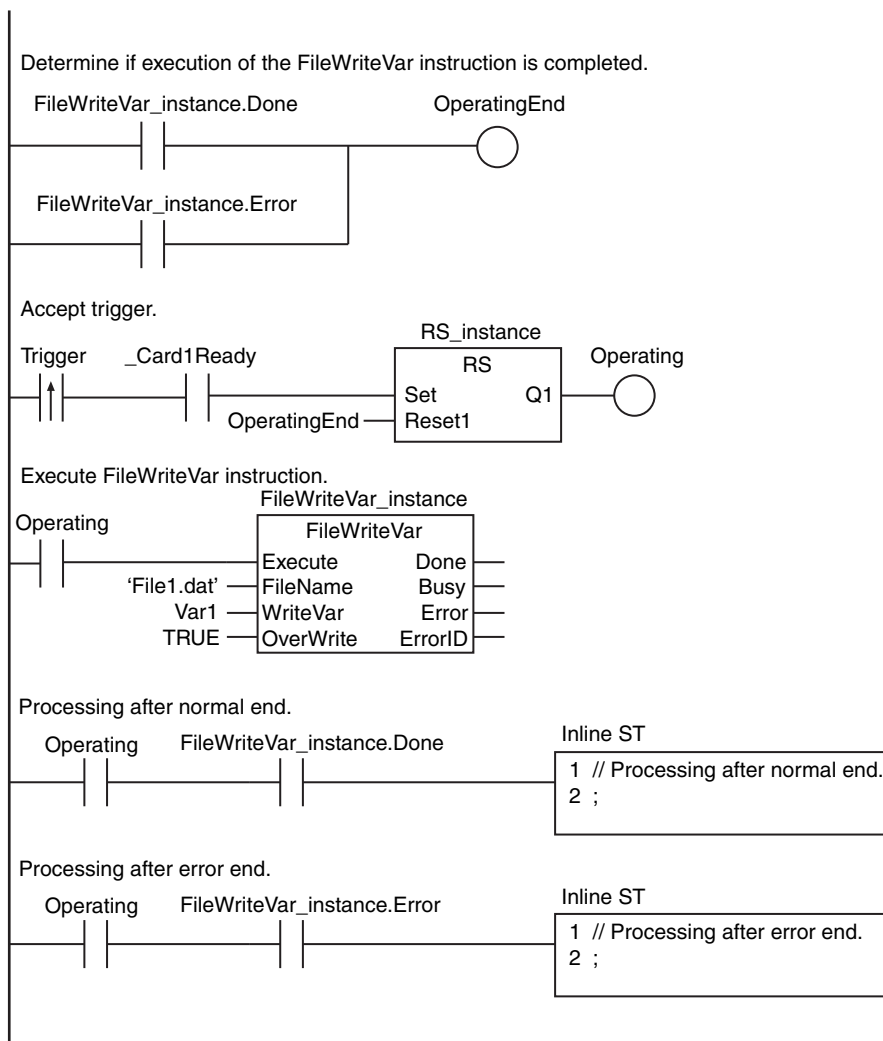 Determine if execution of the FileWriteVar instruction is completed.
FileWriteVar_instance.Done OperatingEnd
FileWriteVar_instance.Error
Accept trigger.
RS_instance
Trigger _Card1Ready RS Operating
Set Q1
OperatingEnd Reset1
Execute FileWriteVar instruction.
FileWriteVar_instance
Operating FileWriteVar
Execute Done
‘File1.dat’ FileName Busy
Var1 WriteVar Error
TRUE OverWrite ErrorID
Processing after normal end.
Operating FileWriteVar_instance.Done Inline ST
1 // Processing after normal end.
2 ;
Processing after error end.
Operating FileWriteVar_instance.Error Inline ST
1 // Processing after error end.
2 ;